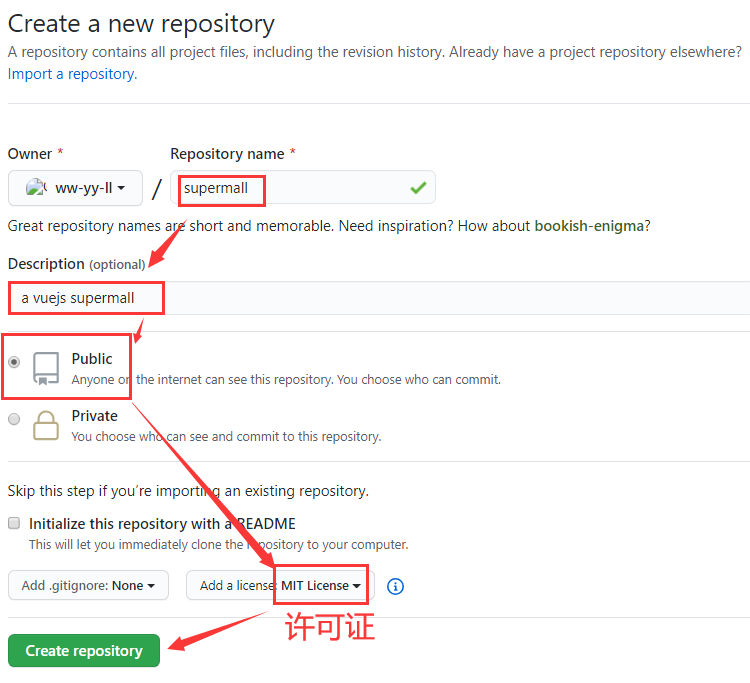 Create a new repository
A repository contains all project files, including the revision history. Already have a project repository elsewhere?
Import a repository.
Owner * Repository name *
ww-yy-ll / supermall
Great repository names are short and memorable. Need inspiration? How about bookish-enigma?
Description (optional)
a vuejs supermall
Public
Anyone on the internet can see this repository. You choose who can commit.
Private
You choose who can see and commit to this repository.
Skip this step if you’re importing an existing repository.
Initialize this repository with a README
This will let you immediately clone the repository to your computer.
Add .gitignore: None Add a license: MIT License
许可证
Create repository